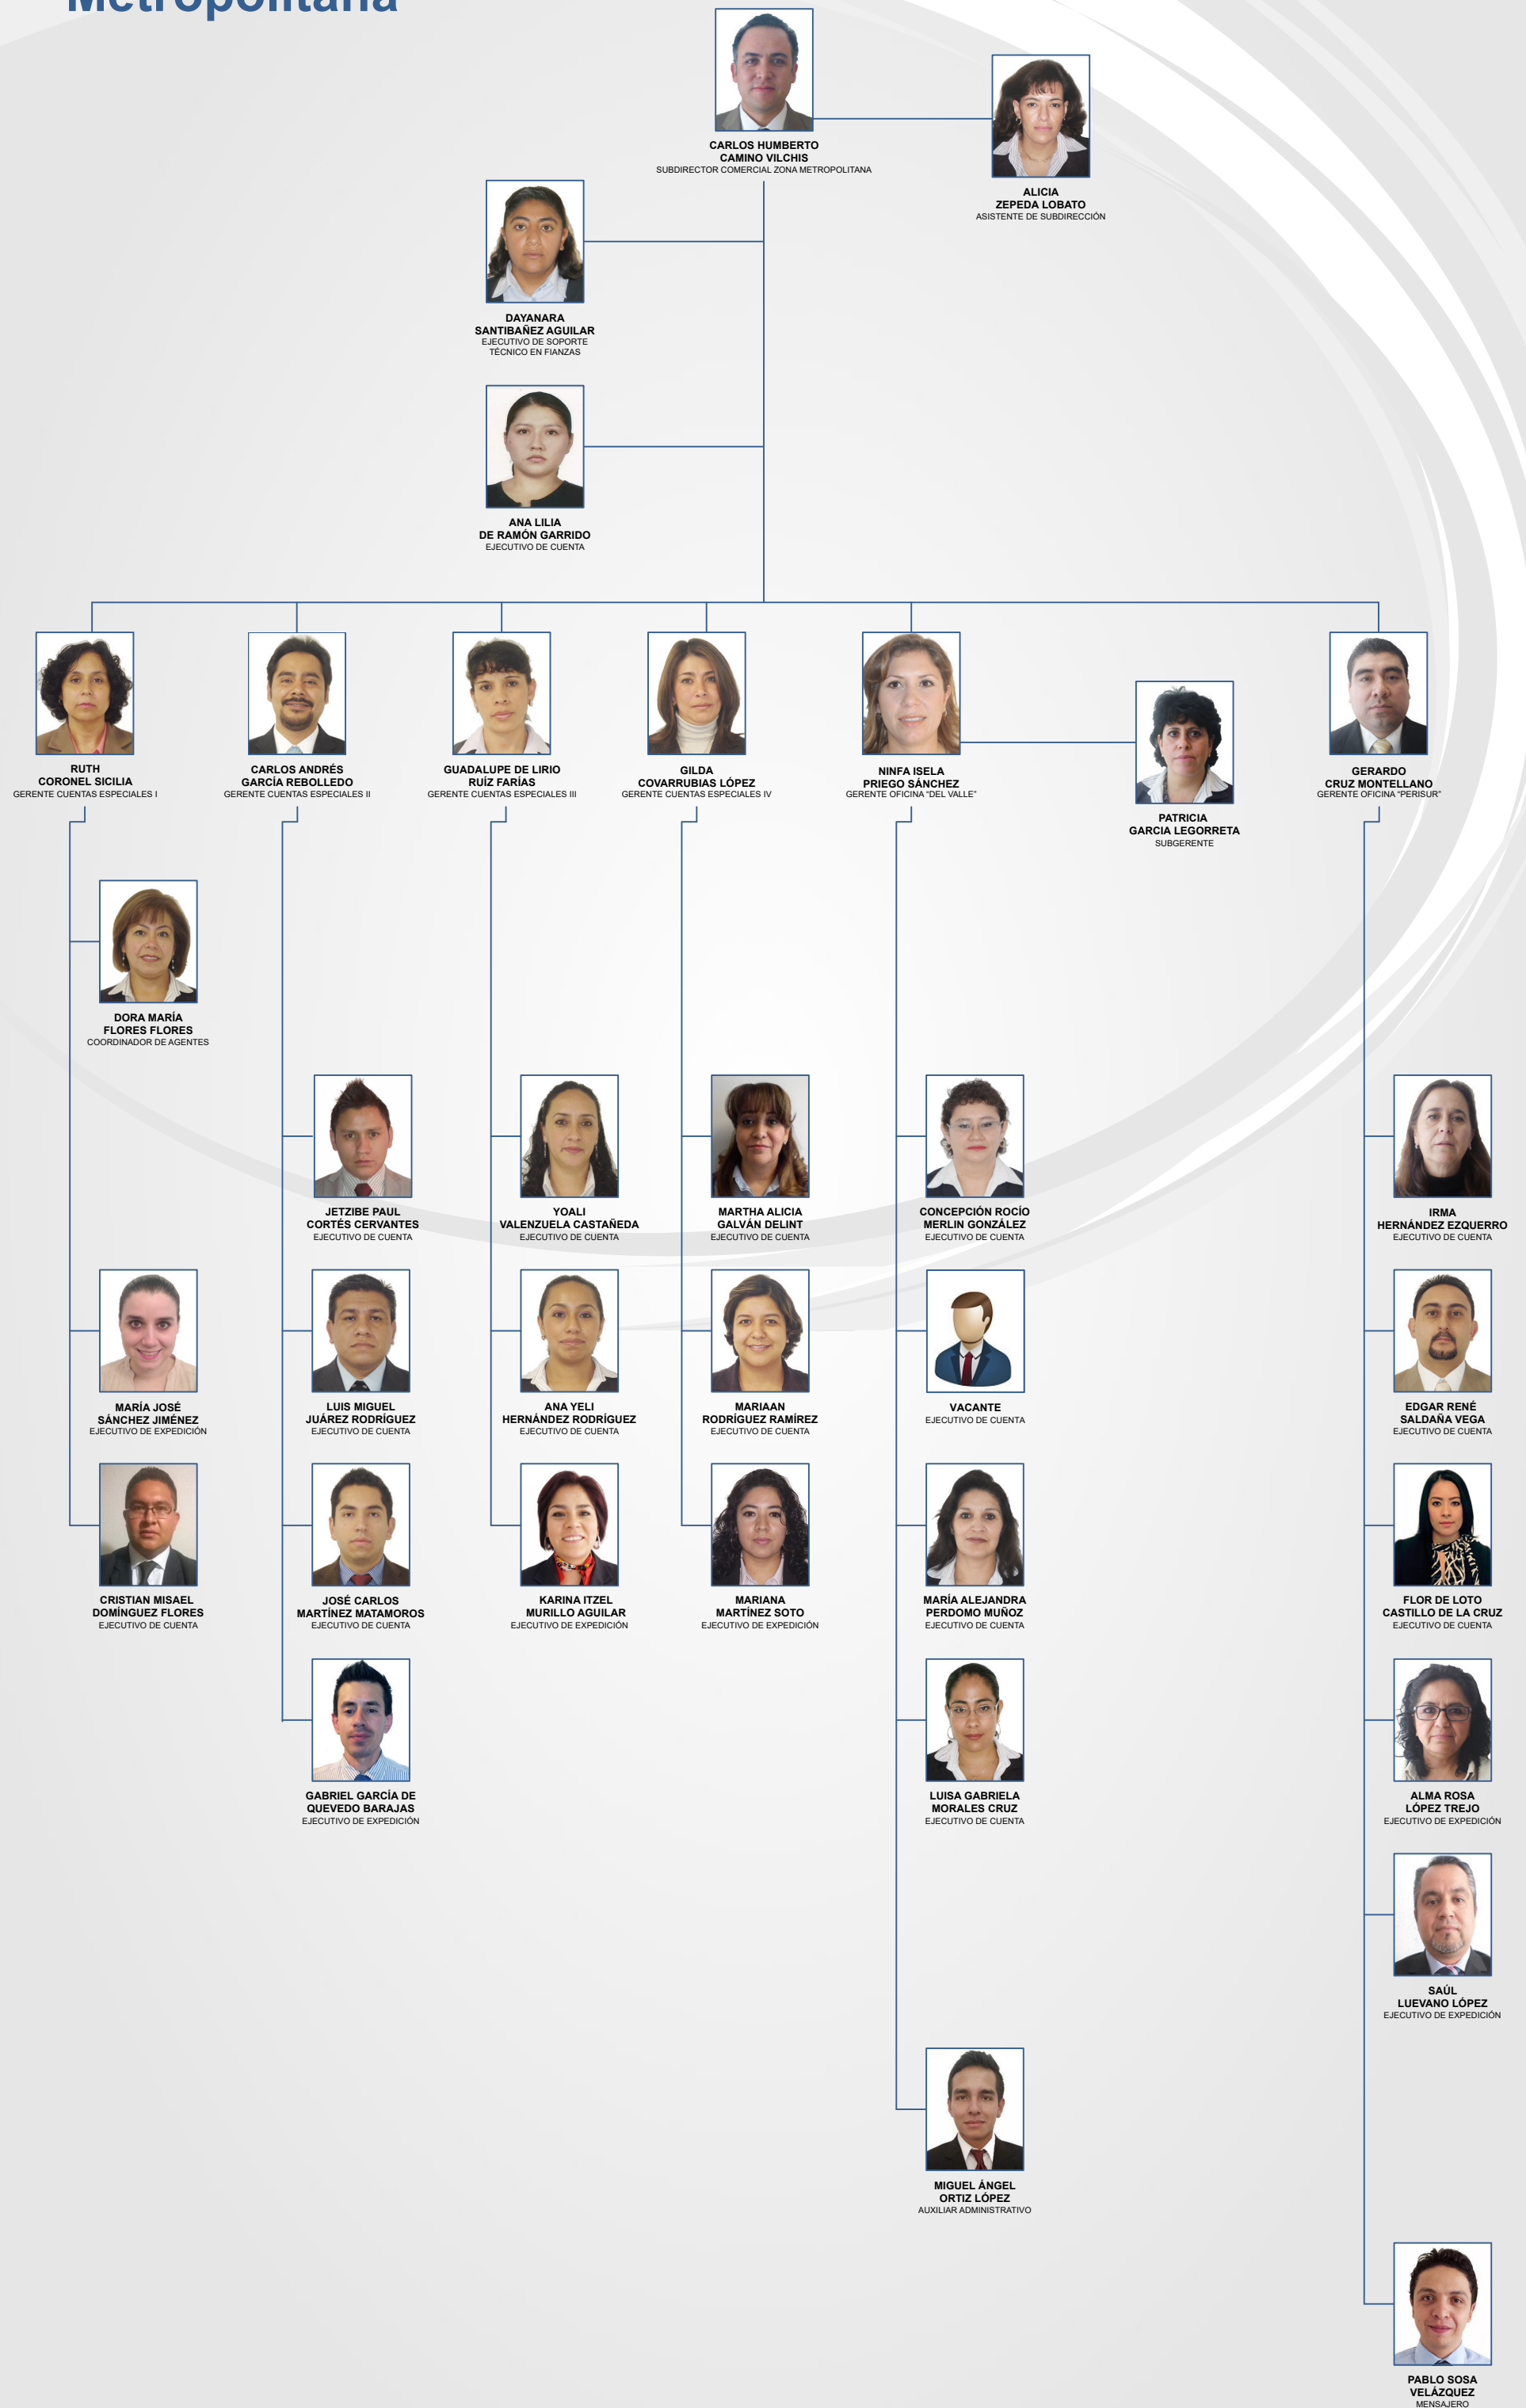 Metropolitana
CARLOS HUMBERTO
CAMINO VILCHIS
SUBDIRECTOR COMERCIAL ZONA METROPOLITANA
ALICIA
ZEPEDA LOBATO
ASISTENTE DE SUBDIRECCIÓN
DAYANARA
SANTIBAÑEZ AGUILAR
EJECUTIVO DE SOPORTE
TÉCNICO EN FIANZAS
ANA LILIA
DE RAMÓN GARRIDO
EJECUTIVO DE CUENTA
RUTH
CORONEL SICILIA
GERENTE CUENTAS ESPECIALES I
CARLOS ANDRÉS
GARCÍA REBOLLEDO
GERENTE CUENTAS ESPECIALES II
GUADALUPE DE LIRIO
RUÍZ FARÍAS
GERENTE CUENTAS ESPECIALES III
GILDA
COVARRUBIAS LÓPEZ
GERENTE CUENTAS ESPECIALES IV
NINFA ISELA
PRIEGO SÁNCHEZ
GERENTE OFICINA “DEL VALLE”
PATRICIA
GARCIA LEGORRETA
SUBGERENTE
GERARDO
CRUZ MONTELLANO
GERENTE OFICINA “PERISUR”
DORA MARÍA
FLORES FLORES
COORDINADOR DE AGENTES
JETZIBE PAUL
CORTÉS CERVANTES
EJECUTIVO DE CUENTA
YOALI
VALENZUELA CASTAÑEDA
EJECUTIVO DE CUENTA
MARTHA ALICIA
GALVÁN DELINT
EJECUTIVO DE CUENTA
CONCEPCIÓN ROCÍO
MERLIN GONZÁLEZ
EJECUTIVO DE CUENTA
IRMA
HERNÁNDEZ EZQUERRO
EJECUTIVO DE CUENTA
MARÍA JOSÉ
SÁNCHEZ JIMÉNEZ
EJECUTIVO DE EXPEDICIÓN
LUIS MIGUEL
JUÁREZ RODRÍGUEZ
EJECUTIVO DE CUENTA
ANA YELI
HERNÁNDEZ RODRÍGUEZ
EJECUTIVO DE CUENTA
MARIAAN
RODRÍGUEZ RAMÍREZ
EJECUTIVO DE CUENTA
VACANTE
EJECUTIVO DE CUENTA
EDGAR RENÉ
SALDAÑA VEGA
EJECUTIVO DE CUENTA
CRISTIAN MISAEL
DOMÍNGUEZ FLORES
EJECUTIVO DE CUENTA
JOSÉ CARLOS
MARTÍNEZ MATAMOROS
EJECUTIVO DE CUENTA
KARINA ITZEL
MURILLO AGUILAR
EJECUTIVO DE EXPEDICIÓN
MARIANA
MARTÍNEZ SOTO
EJECUTIVO DE EXPEDICIÓN
MARÍA ALEJANDRA
PERDOMO MUÑOZ
EJECUTIVO DE CUENTA
FLOR DE LOTO
CASTILLO DE LA CRUZ
EJECUTIVO DE CUENTA
GABRIEL GARCÍA DE
QUEVEDO BARAJAS
EJECUTIVO DE EXPEDICIÓN
LUISA GABRIELA
MORALES CRUZ
EJECUTIVO DE CUENTA
ALMA ROSA
LÓPEZ TREJO
EJECUTIVO DE EXPEDICIÓN
SAÚL
LUEVANO LÓPEZ
EJECUTIVO DE EXPEDICIÓN
MIGUEL ÁNGEL
ORTIZ LÓPEZ
AUXILIAR ADMINISTRATIVO
PABLO SOSA
VELÁZQUEZ
MENSAJERO